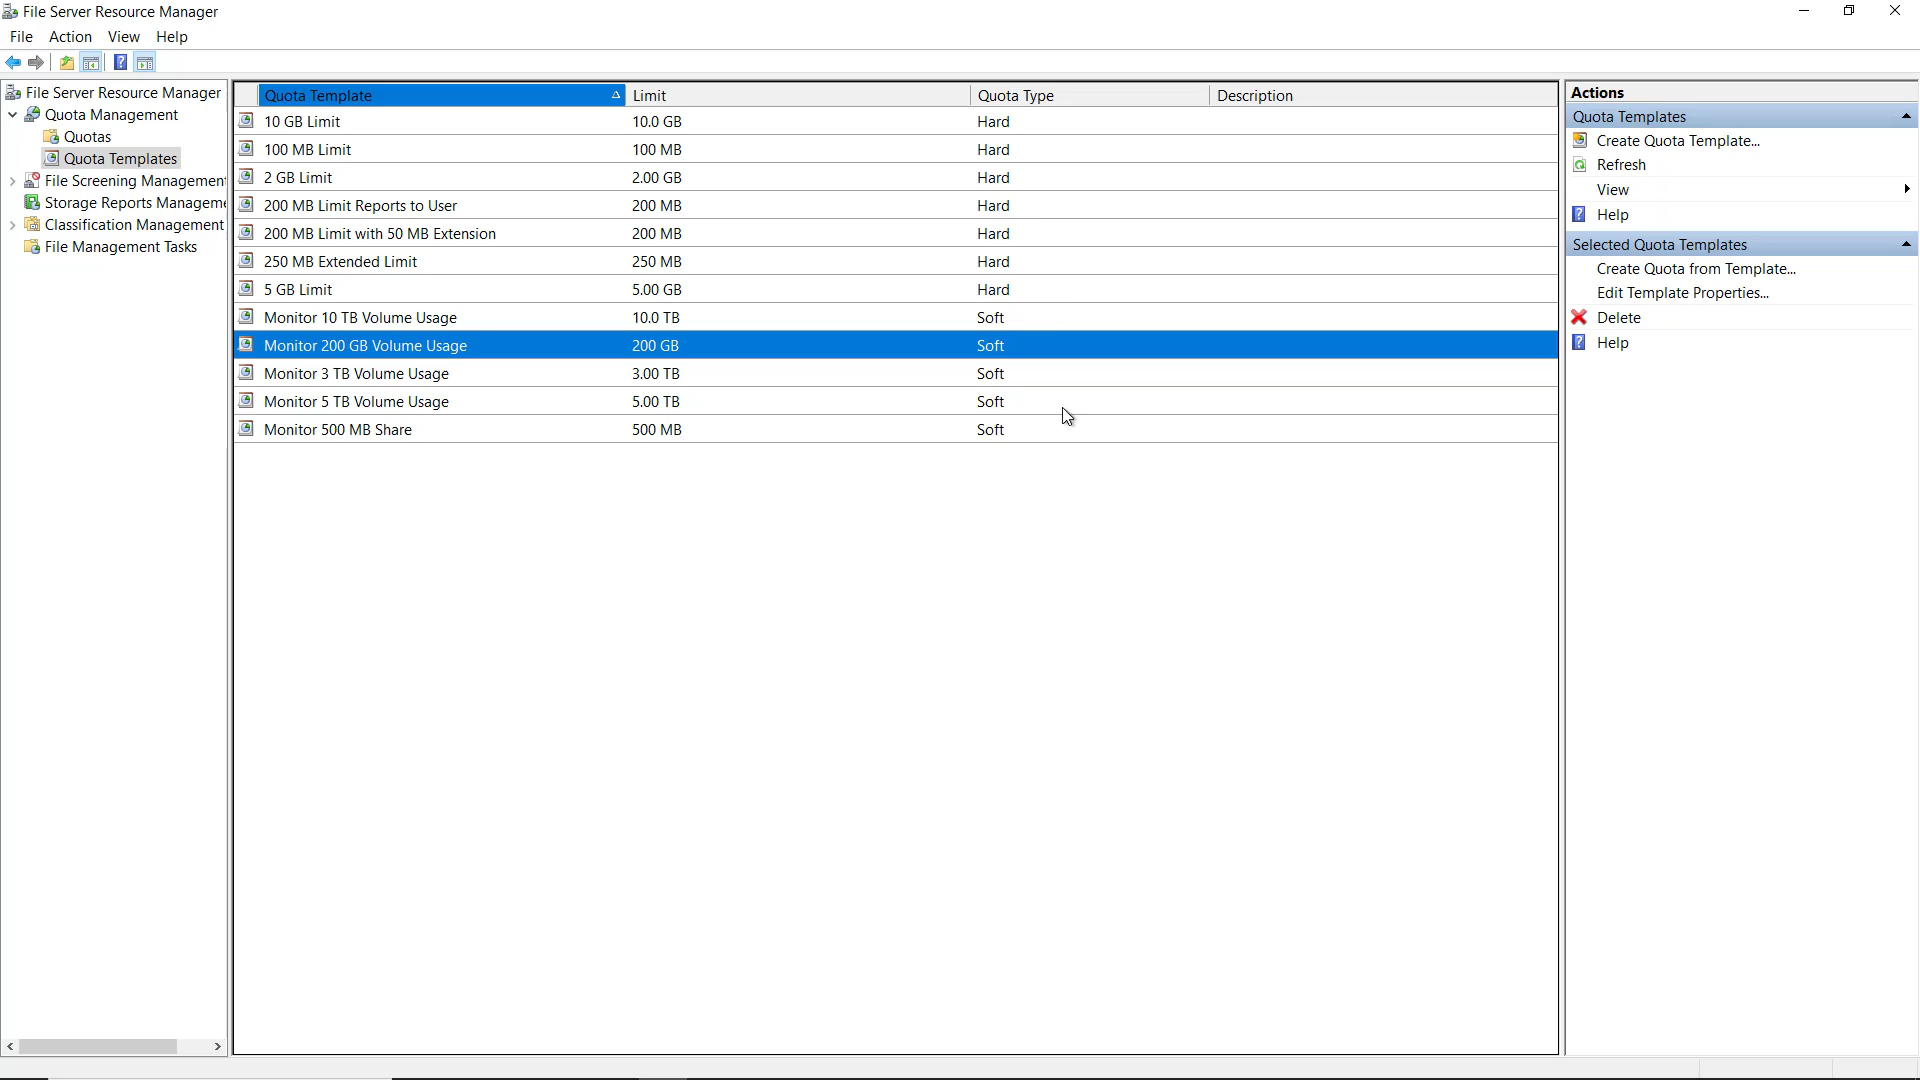 File Server Resource Manager
File Action View Help
File Server Resource Manager
Quota Management
Quotas
Quota Templates
File Screening Management
Storage Reports Manageme
Classification Management
File Management Tasks
Quota Template Limit Quota Type Description
10 GB Limit 10.0 GB Hard
100 MB Limit 100 MB Hard
2 GB Limit 2.00 GB Hard
200 MB Limit Reports to User 200 MB Hard
200 MB Limit with 50 MB Extension 200 MB Hard
250 MB Extended Limit 250 MB Hard
5 GB Limit 5.00 GB Hard
Monitor 10 TB Volume Usage 10.0 TB Soft
Monitor 200 GB Volume Usage 200 GB Soft
Monitor 3 TB Volume Usage 3.00 TB Soft
Monitor 5 TB Volume Usage 5.00 TB Soft
Monitor 500 MB Share 500 MB Soft
Actions
Quota Templates
Create Quota Template...
Refresh
View
Help
Selected Quota Templates
Create Quota from Template...
Edit Template Properties...
Delete
Help